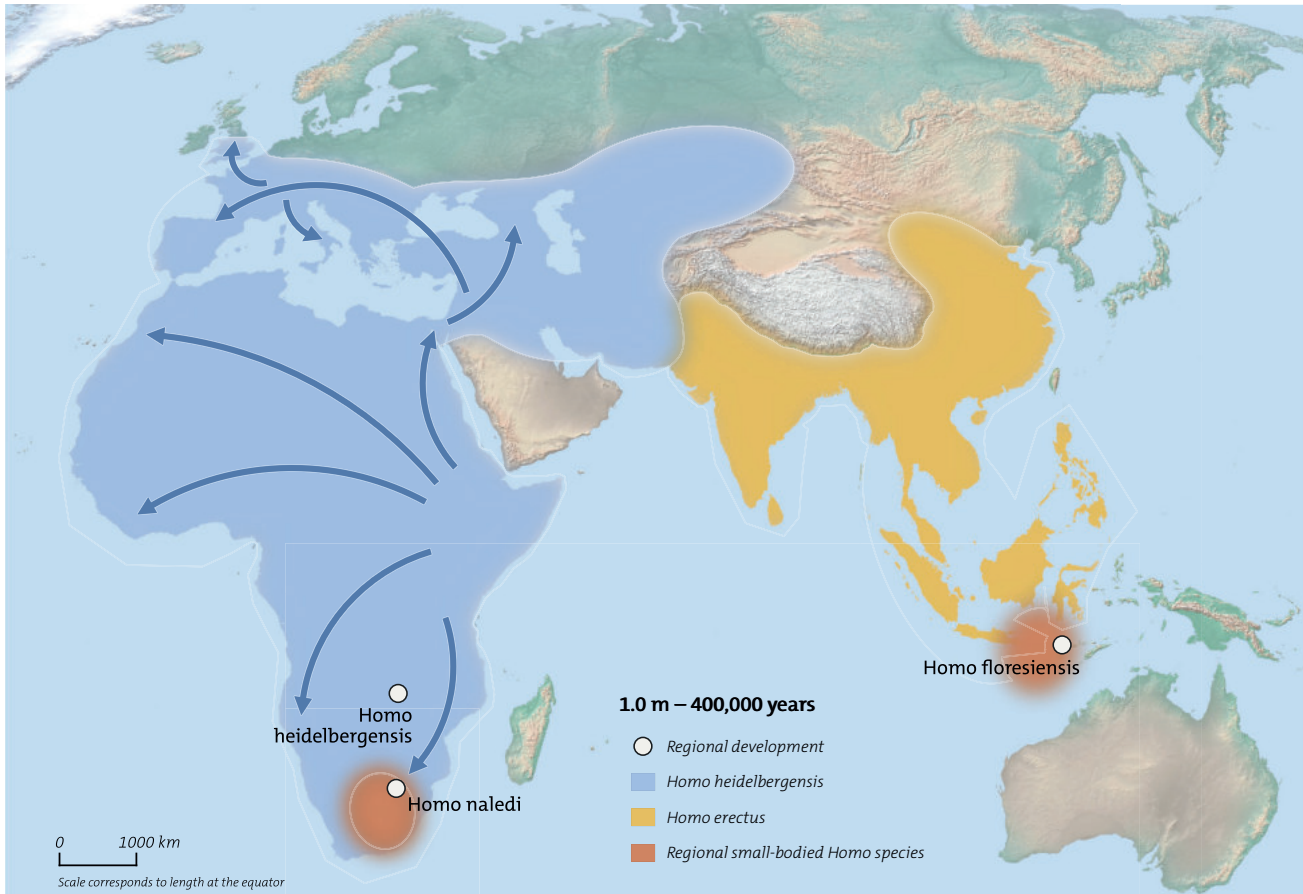 Homo floresiensis
Homo
heidelbergensis
Homo naledi
1.0 m – 400,000 years
Regional development
Homo heidelbergensis
Homo erectus
Regional small-bodied Homo species
0 1000 km
Scale corresponds to length at the equator